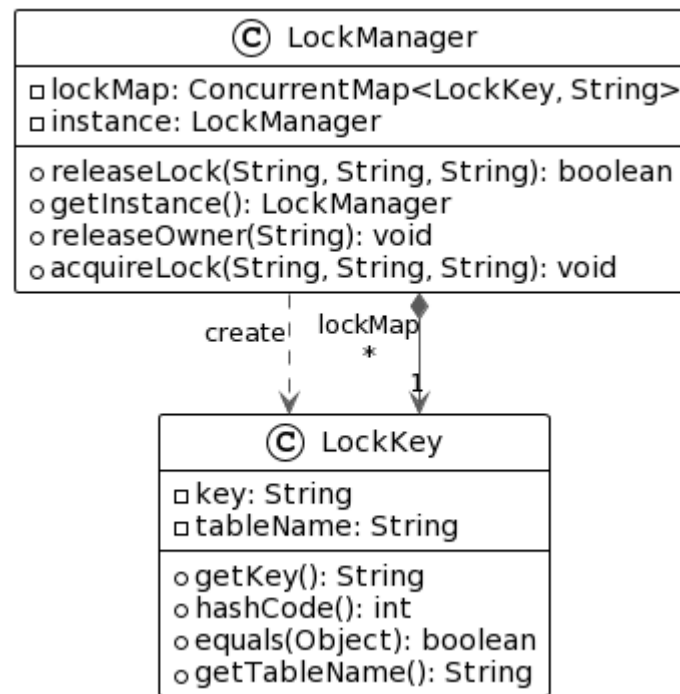 C LockManager
lockMap: ConcurrentMap<LockKey, String>
instance: LockManager
releaseLock(String, String, String): boolean
getInstance(): LockManager
releaseOwner(String): void
acquireLock(String, String, String): void
create
lockMap
*
1
C LockKey
key: String
tableName: String
getKey(): String
hashCode(): int
equals(Object): boolean
getTableName(): String